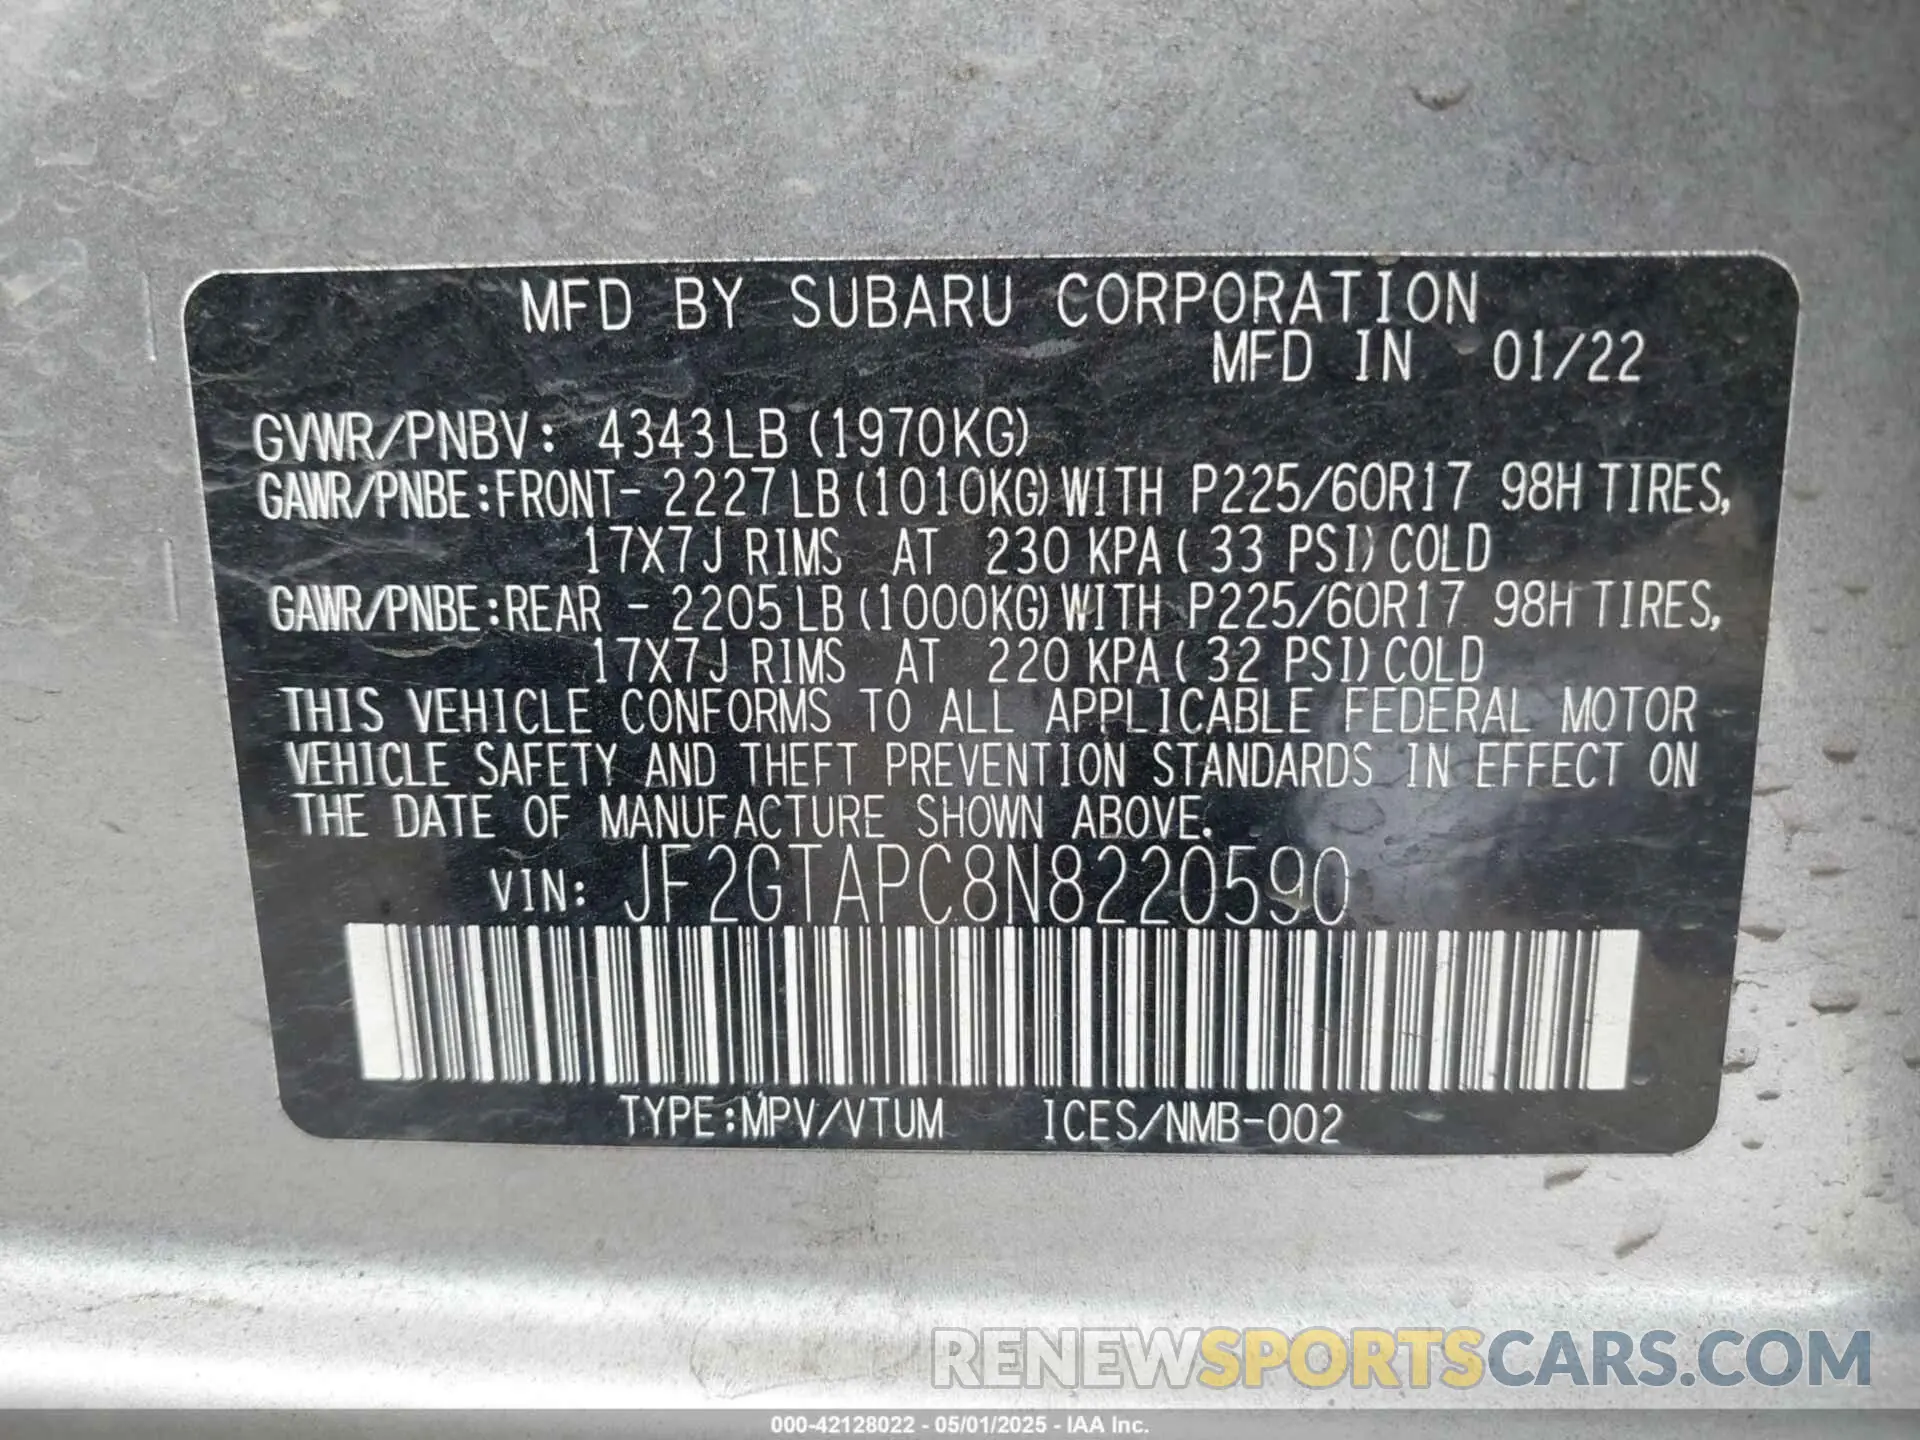 MFD BY SUBARU CORPORATION
MFD IN 01/22
GVWR/PNBV: 4343LB (1970KG)
GAWR/PNBE:FRONT- 2227LB (1010KG) WITH P225/60R17 98H TIRES,
17X7J RIMS AT 230 KPA ( 33 PSI) COLD
GAWR/PNBE:REAR - 2205LB (1000KG) WITH P225/60R17 98H TIRES,
17X7J RIMS AT 220 KPA ( 32 PSI) COLD
THIS VEHICLE CONFORMS TO ALL APPLICABLE FEDERAL MOTOR
VEHICLE SAFETY AND THEFT PREVENTION STANDARDS IN EFFECT ON
THE DATE OF MANUFACTURE SHOWN ABOVE.
VIN: JF2GTAPC8N8220590
TYPE:MPV/VTUM ICES/NMB-002
RENEWSPORTSCARS.COM
000-42128022 - 05/01/2025 - IAA Inc.